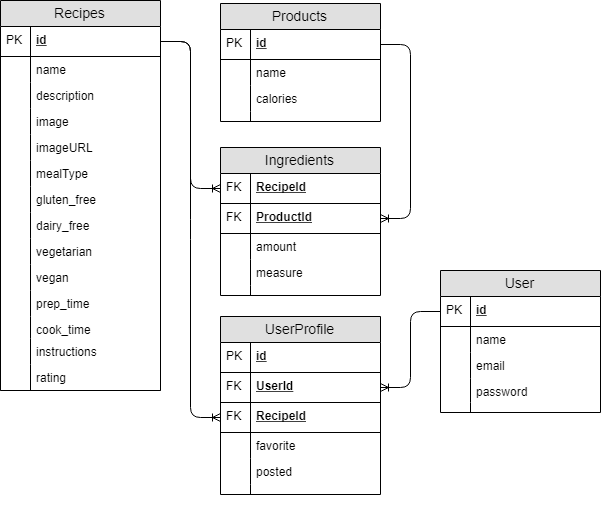 Recipes
PK id
name
description
image
imageURL
mealType
gluten_free
dairy_free
vegetarian
vegan
prep_time
cook_time
instructions
rating
Products
PK id
name
calories
Ingredients
FK RecipeId
FK ProductId
amount
measure
UserProfile
PK id
FK UserId
FK RecipeId
favorite
posted
User
PK id
name
email
password